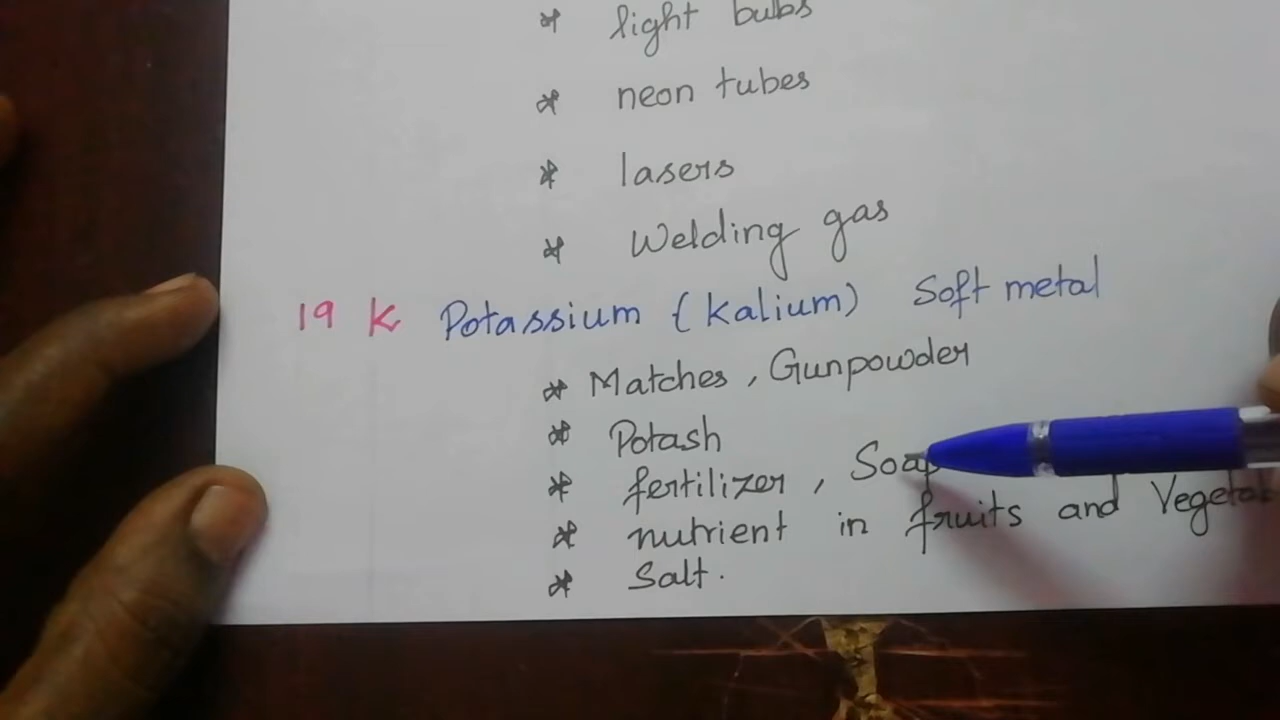 * light bulbs
* neon tubes
* lasers
* Welding gas
19 K Potassium (Kalium) Soft metal
* Matches, Gunpowder
* Potash
* fertilizer, Soap
* nutrient in fruits and
* Salt.